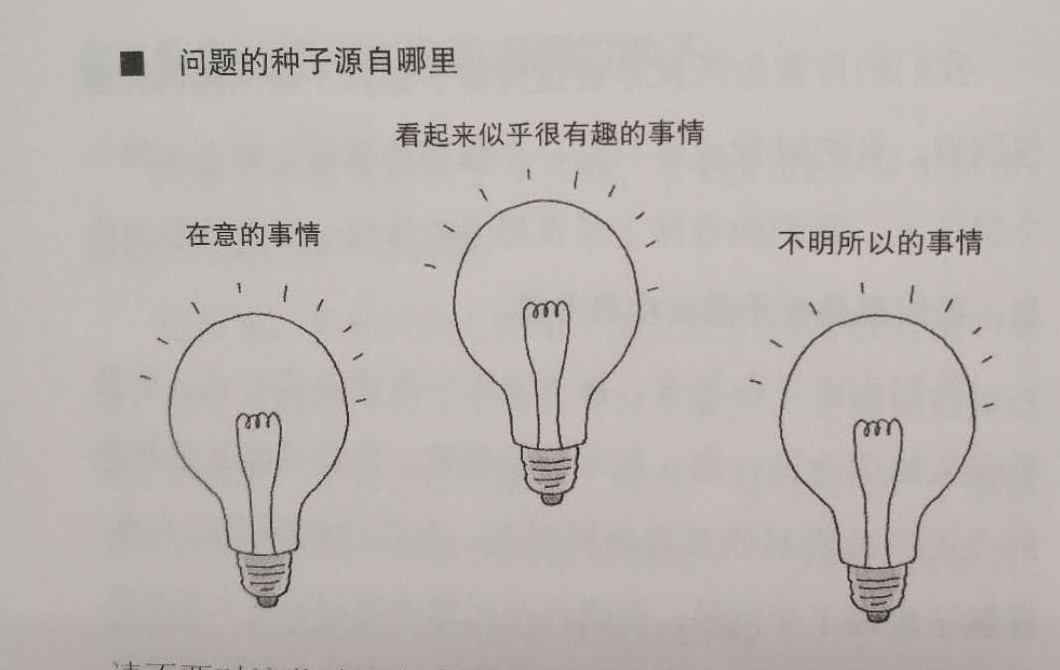 ■ 问题的种子源自哪里
看起来似乎很有趣的事情
在意的事情
不明所以的事情